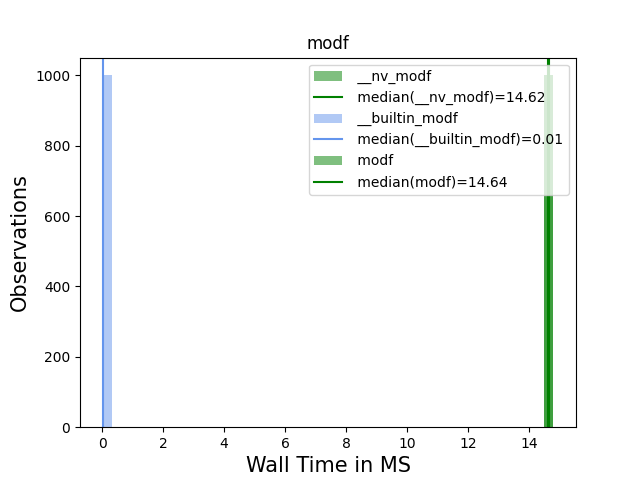 modf
1000
800
600
400
200
0
Observations
__nv_modf
median(__nv_modf)=14.62
__builtin_modf
median(__builtin_modf)=0.01
modf
median(modf)=14.64
0 2 4 6 8 10 12 14
Wall Time in MS